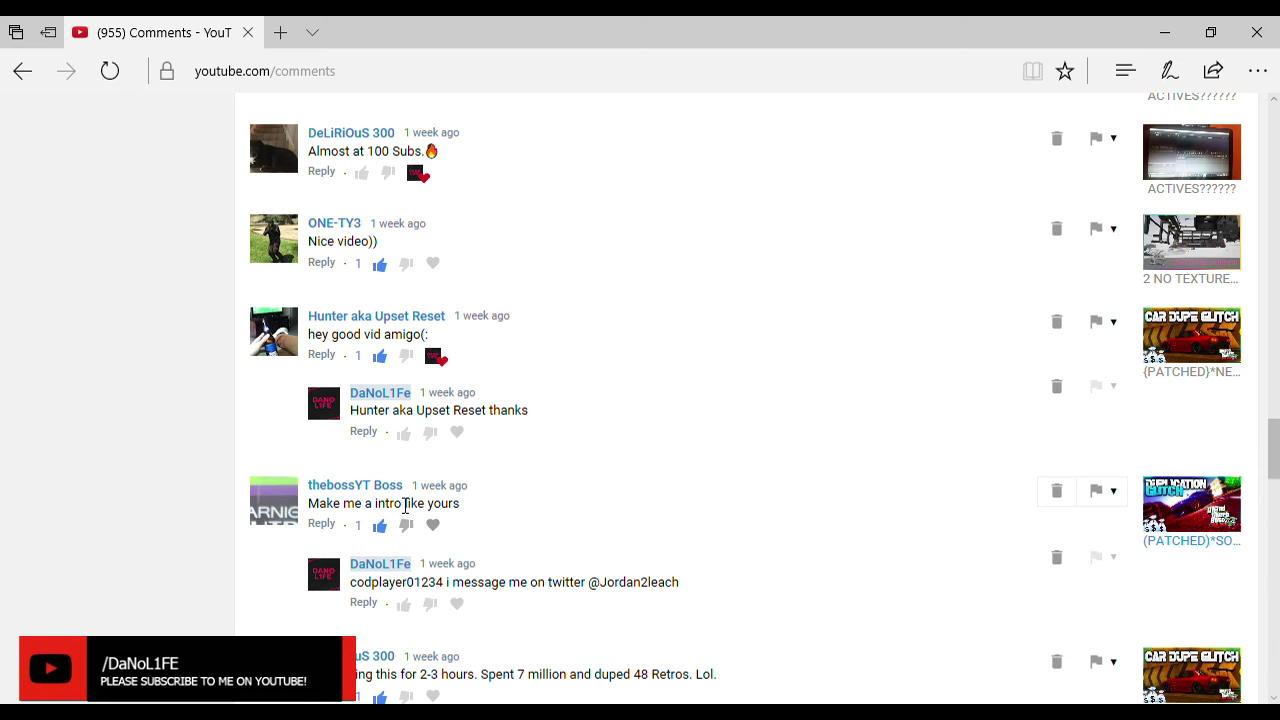 (955) Comments - YouT
youtube.com/comments
ACTIVES??????
DeLiRiOuS 300 1 week ago
Almost at 100 Subs.🔥
Reply ·
ACTIVES??????
ONE-TY3 1 week ago
Nice video))
Reply · 1
2 NO TEXTURE...
Hunter aka Upset Reset 1 week ago
hey good vid amigo(:
Reply · 1
CAR DUPE GLITCH
{PATCHED}*NE...
DANO
L1FE
DaNoL1Fe 1 week ago
Hunter aka Upset Reset thanks
Reply ·
thebossYT Boss 1 week ago
Make me a intro like yours
Reply · 1
DUPLICATION
GLITCH
(PATCHED)*SO...
DANO
L1FE
DaNoL1Fe 1 week ago
codplayer01234 i message me on twitter @Jordan2leach
Reply ·
/DaNoL1FE
PLEASE SUBSCRIBE TO ME ON YOUTUBE!
uS 300 1 week ago
ing this for 2-3 hours. Spent 7 million and duped 48 Retros. Lol.
1
CAR DUPE GLITCH